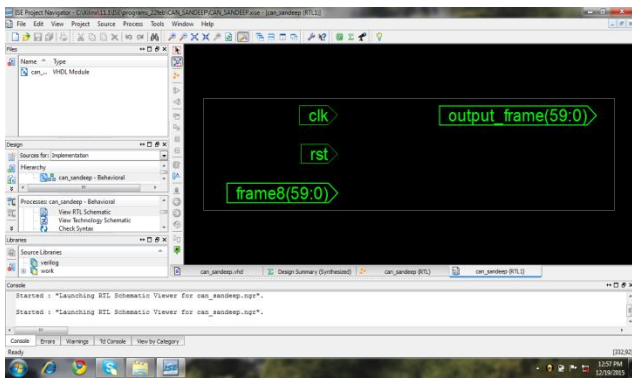 ISE Project Navigator - C:\Xilinx\11.1\ISE\programs_22feb\CAN_SANDEEP\CAN_SANDEEP.xise - [can_sandeep (RTL1)]
File Edit View Project Source Process Tools Window Help
Files
Name Type
can_... VHDL Module
clk
output_frame(59:0)
rst
frame8(59:0)
Design
Sources for: Implementation
Hierarchy
can_sandeep - Behavioral
Processes: can_sandeep - Behavioral
View RTL Schematic
View Technology Schematic
Check Syntax
Libraries
Source Libraries
verilog
work
can_sandeep.vhd
Design Summary (Synthesized)
can_sandeep (RTL)
can_sandeep (RTL1)
Console
Started : "Launching RTL Schematic Viewer for can_sandeep.ngr".
Started : "Launching RTL Schematic Viewer for can_sandeep.ngr".
Console Errors Warnings Tcl Console View by Category
Ready
[332,92]
12:57 PM
12/19/2015